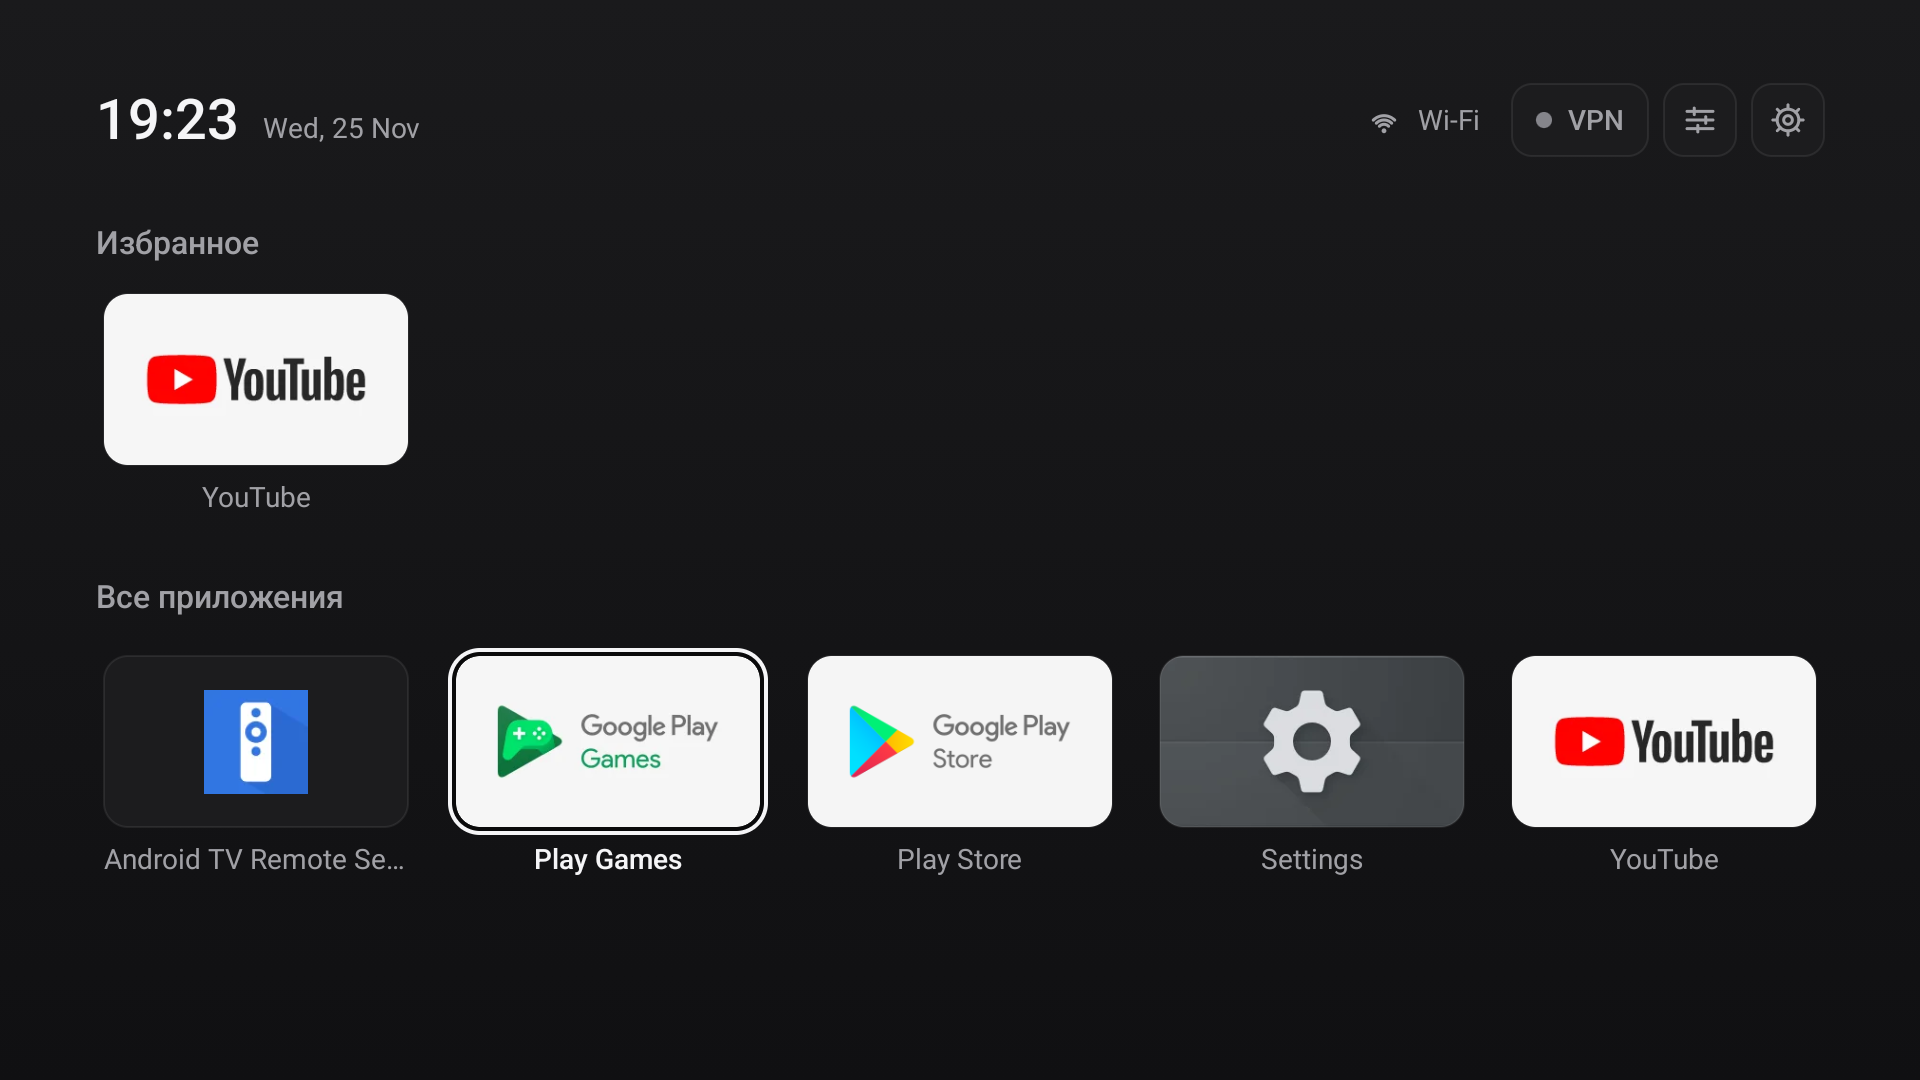 19:23 Wed, 25 Nov
Wi-Fi VPN
Избранное
YouTube
YouTube
Все приложения
Google Play
Games
Google Play
Store
YouTube
Android TV Remote Se...
Play Games
Play Store
Settings
YouTube